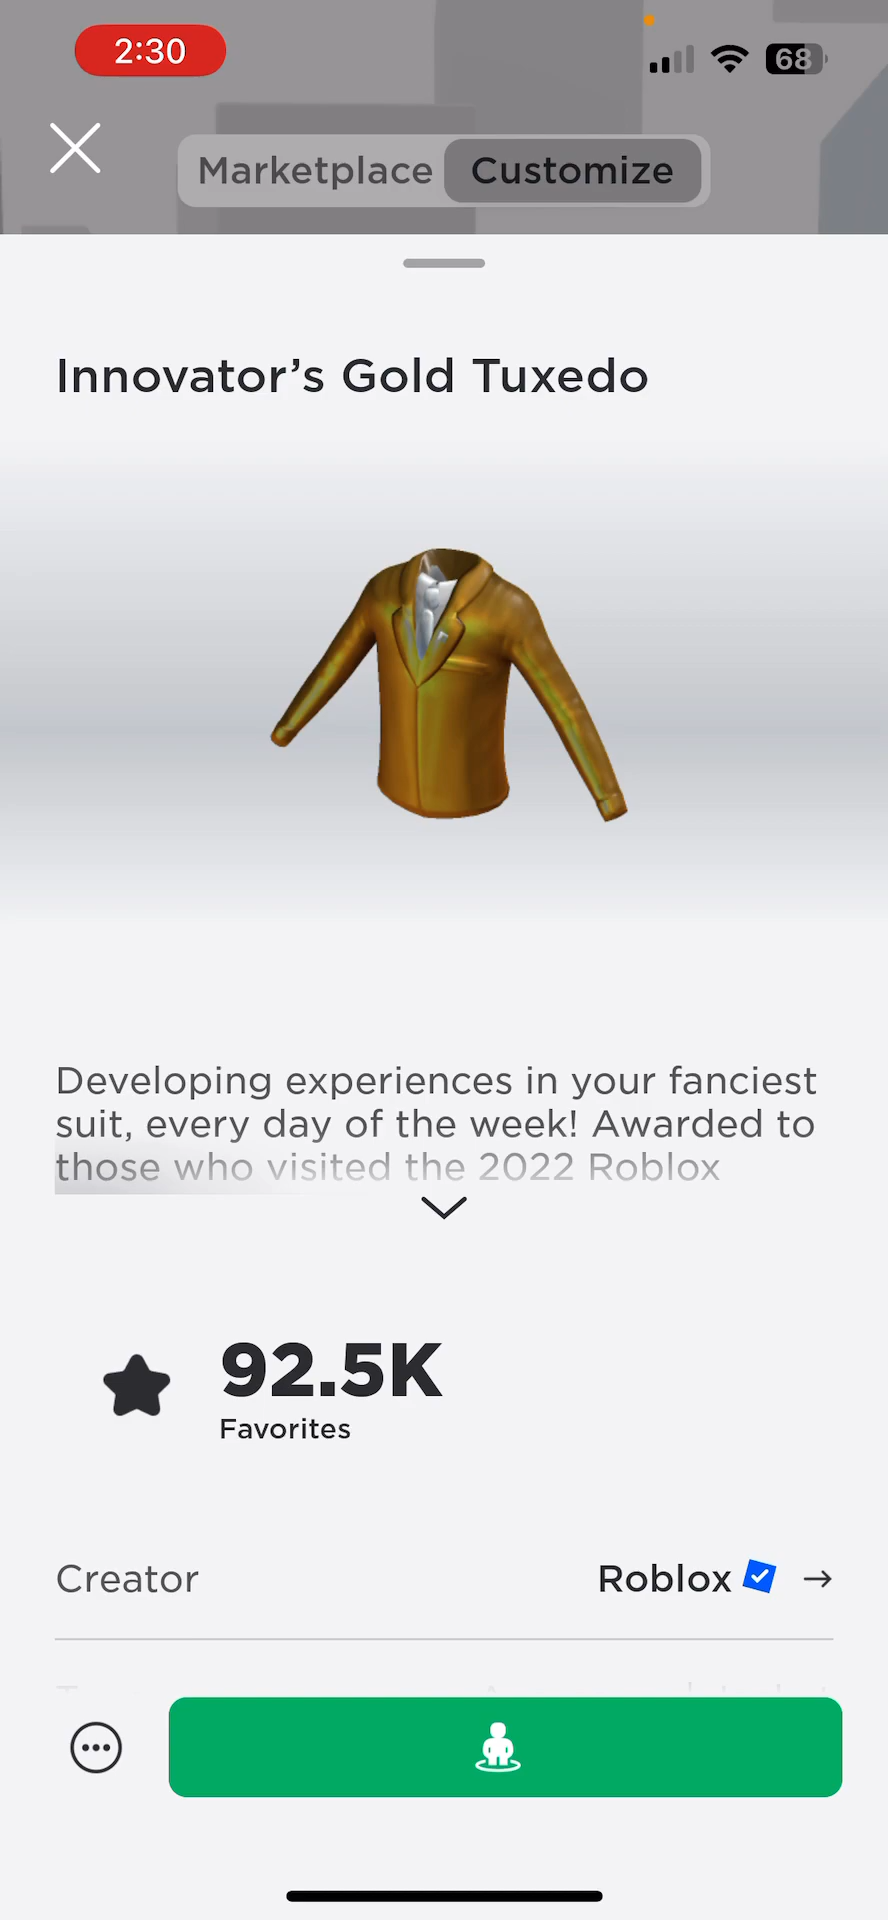 2:30
68
Marketplace Customize
Innovator’s Gold Tuxedo
Developing experiences in your fanciest
suit, every day of the week! Awarded to
those who visited the 2022 Roblox
92.5K
Favorites
Creator
Roblox